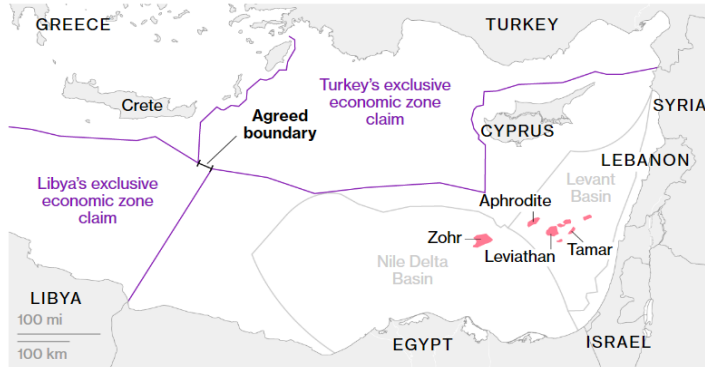 GREECE
TURKEY
Turkey's exclusive
economic zone
claim
Crete
Agreed
boundary
CYPRUS
SYRIA
LEBANON
Libya's exclusive
economic zone
claim
Levant
Basin
Aphrodite
Zohr
Leviathan
Tamar
Nile Delta
Basin
LIBYA
100 mi
100 km
EGYPT
ISRAEL